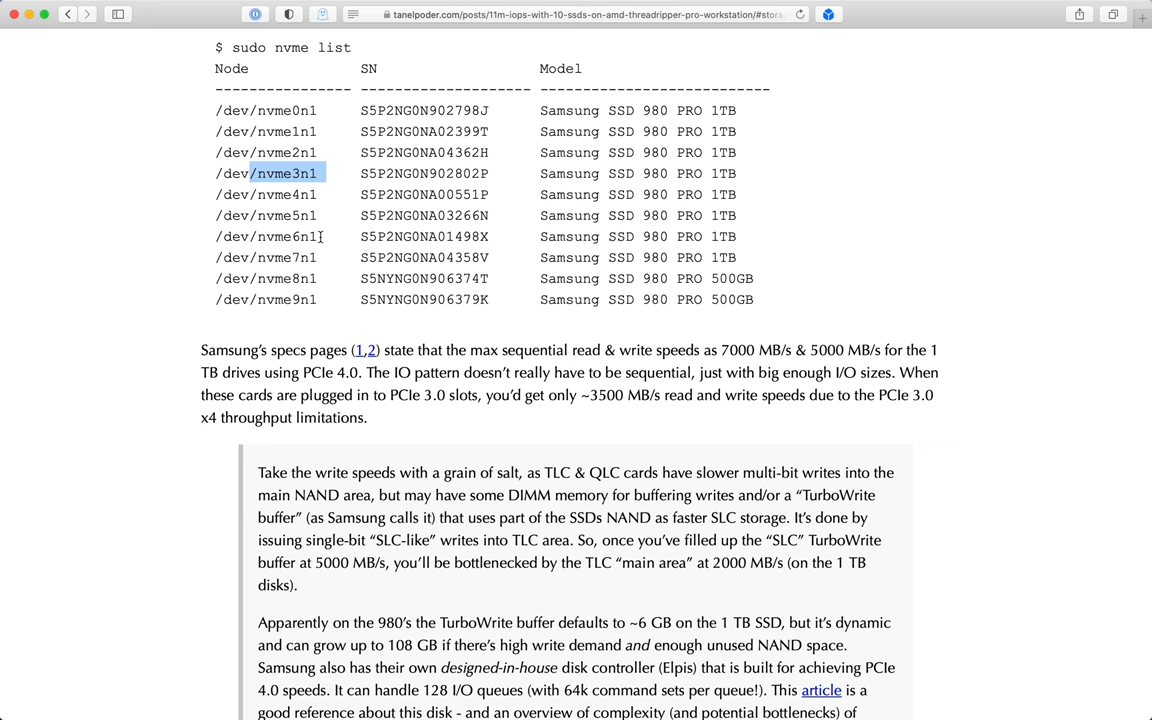 tanelpoder.com/posts/11m-iops-with-10-ssds-on-amd-threadripper-pro-workstation/#stora
$ sudo nvme list
Node SN Model
---------------- -------------------- ---------------------------
/dev/nvme0n1 S5P2NG0N902798J Samsung SSD 980 PRO 1TB
/dev/nvme1n1 S5P2NG0NA02399T Samsung SSD 980 PRO 1TB
/dev/nvme2n1 S5P2NG0NA04362H Samsung SSD 980 PRO 1TB
/dev/nvme3n1 S5P2NG0N902802P Samsung SSD 980 PRO 1TB
/dev/nvme4n1 S5P2NG0NA00551P Samsung SSD 980 PRO 1TB
/dev/nvme5n1 S5P2NG0NA03266N Samsung SSD 980 PRO 1TB
/dev/nvme6n1 S5P2NG0NA01498X Samsung SSD 980 PRO 1TB
/dev/nvme7n1 S5P2NG0NA04358V Samsung SSD 980 PRO 1TB
/dev/nvme8n1 S5NYNG0N906374T Samsung SSD 980 PRO 500GB
/dev/nvme9n1 S5NYNG0N906379K Samsung SSD 980 PRO 500GB
Samsung’s specs pages (1,2) state that the max sequential read & write speeds as 7000 MB/s & 5000 MB/s for the 1
TB drives using PCIe 4.0. The IO pattern doesn’t really have to be sequential, just with big enough I/O sizes. When
these cards are plugged in to PCIe 3.0 slots, you’d get only ~3500 MB/s read and write speeds due to the PCIe 3.0
x4 throughput limitations.
Take the write speeds with a grain of salt, as TLC & QLC cards have slower multi-bit writes into the
main NAND area, but may have some DIMM memory for buffering writes and/or a “TurboWrite
buffer” (as Samsung calls it) that uses part of the SSDs NAND as faster SLC storage. It’s done by
issuing single-bit “SLC-like” writes into TLC area. So, once you’ve filled up the “SLC” TurboWrite
buffer at 5000 MB/s, you’ll be bottlenecked by the TLC “main area” at 2000 MB/s (on the 1 TB
disks).
Apparently on the 980’s the TurboWrite buffer defaults to ~6 GB on the 1 TB SSD, but it’s dynamic
and can grow up to 108 GB if there’s high write demand and enough unused NAND space.
Samsung also has their own designed-in-house disk controller (Elpis) that is built for achieving PCIe
4.0 speeds. It can handle 128 I/O queues (with 64k command sets per queue!). This article is a
good reference about this disk - and an overview of complexity (and potential bottlenecks) of